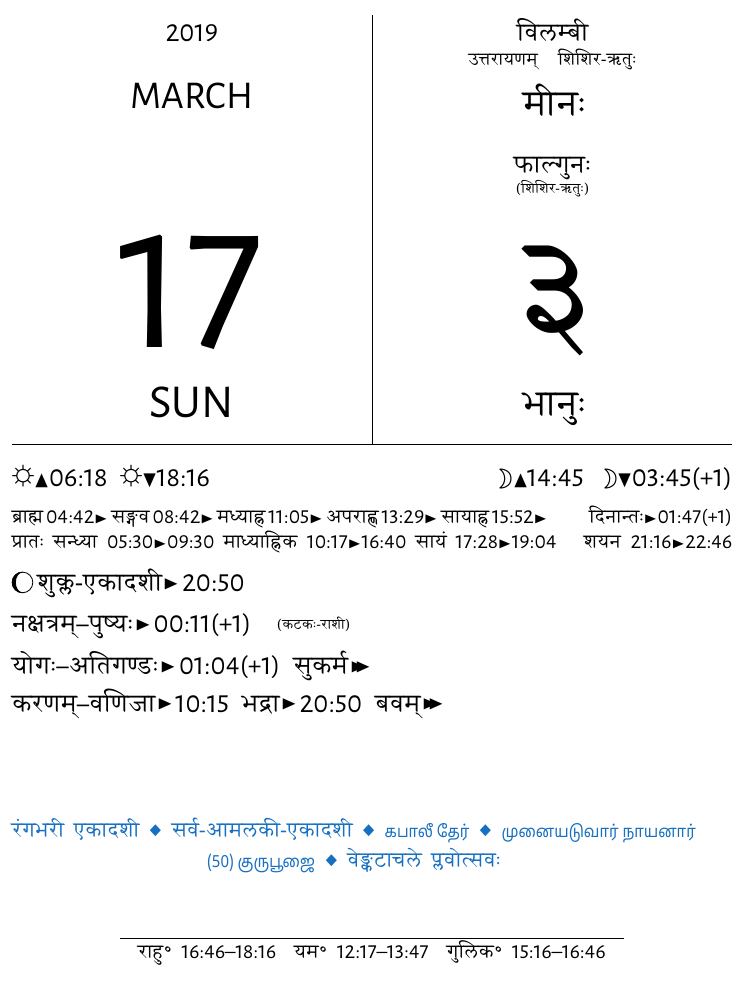 2019
MARCH
17
SUN
विलम्बी
उत्तरायणम् शिशिर-ऋतुः
मीनः
फाल्गुनः
(शिशिर-ऋतुः)
३
भानुः
☼▲06:18 ☼▼18:16 ☽▲14:45 ☽▼03:45(+1)
ब्राह्म 04:42► सङ्गव 08:42► मध्याह्न 11:05► अपराह्ण 13:29► सायाह्न 15:52► दिनान्तः►01:47(+1)
प्रातः सन्ध्या 05:30►09:30 माध्याह्निक 10:17►16:40 सायं 17:28►19:04 शयन 21:16►22:46
शुक्ल-एकादशी► 20:50
नक्षत्रम्–पुष्यः► 00:11(+1) (कटकः-राशी)
योगः–अतिगण्डः► 01:04(+1) सुकर्म►►
करणम्–वणिजा►10:15 भद्रा►20:50 बवम्►►
रंगभरी एकादशी ◆ सर्व-आमलकी-एकादशी ◆ கபாலீ தேர் ◆ முனையடுவார் நாயனார்
(50) குருபூஜை ◆ वेङ्कटाचले प्लवोत्सवः
राहु॰ 16:46–18:16 यम॰ 12:17–13:47 गुलिक॰ 15:16–16:46